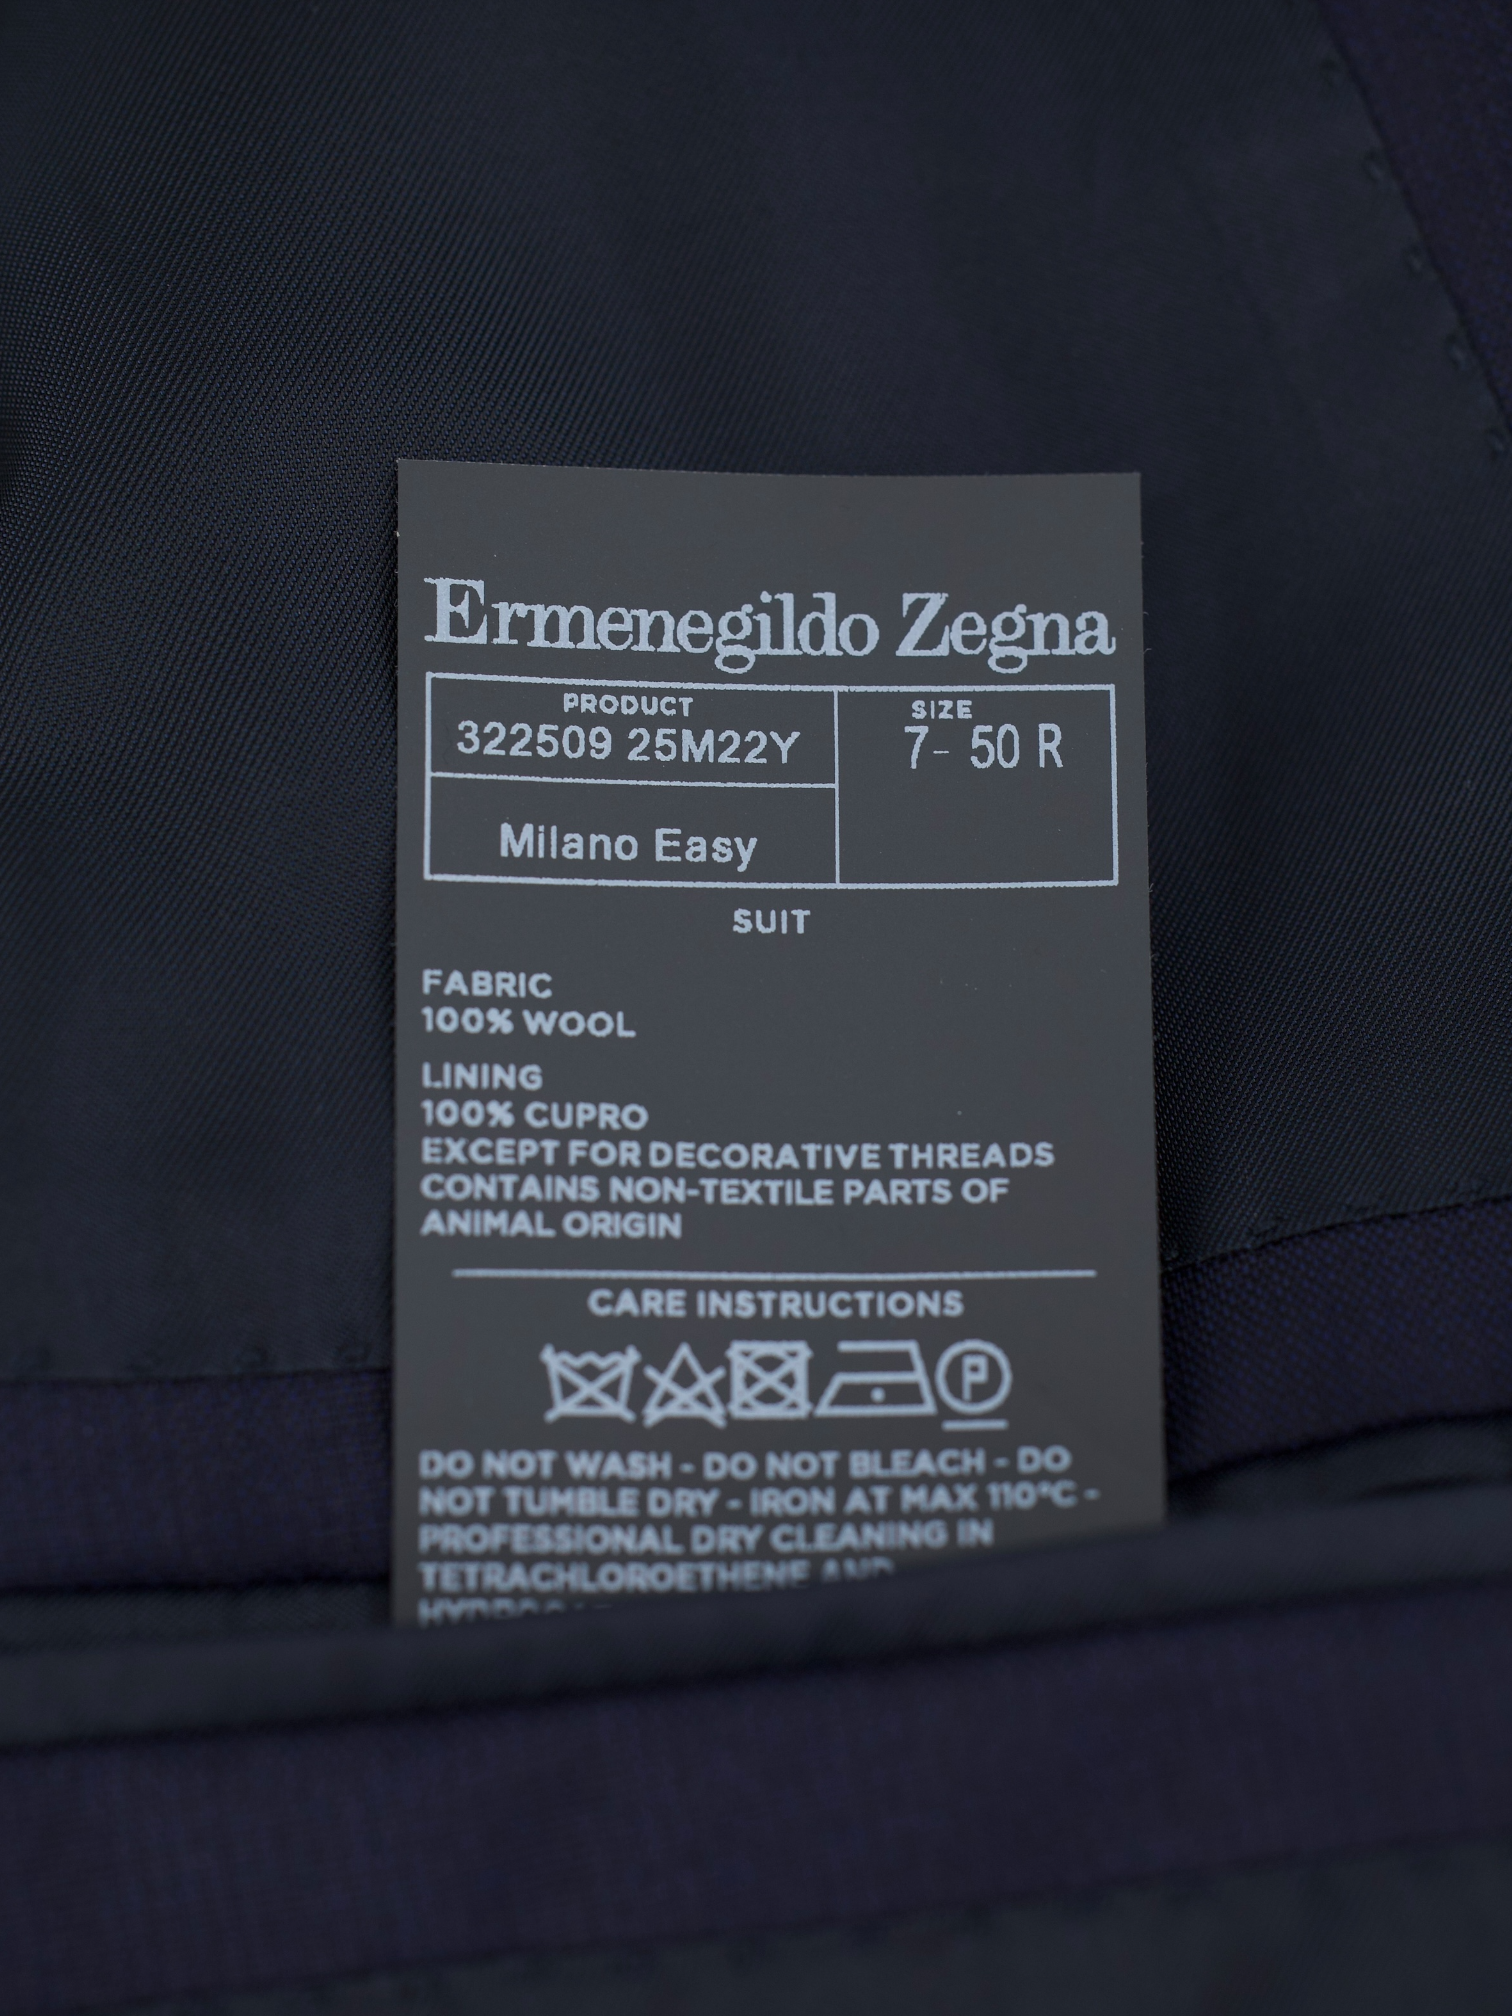 Ermenegildo Zegna
PRODUCT
322509 25M22Y
SIZE
7- 50 R
Milano Easy
SUIT
FABRIC
100% WOOL
LINING
100% CUPRO
EXCEPT FOR DECORATIVE THREADS
CONTAINS NON-TEXTILE PARTS OF
ANIMAL ORIGIN
CARE INSTRUCTIONS
P
DO NOT WASH - DO NOT BLEACH - DO
NOT TUMBLE DRY - IRON AT MAX 110°C -
PROFESSIONAL DRY CLEANING IN
TETRACHLOROETHENE AND